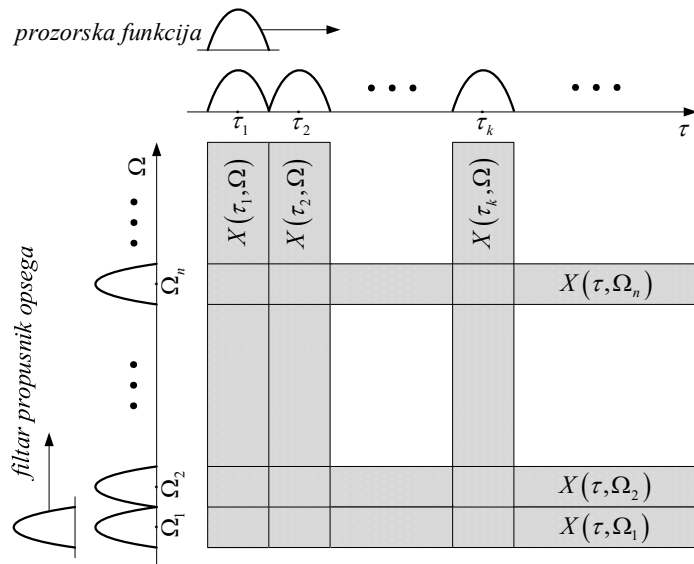 prozorska funkcija
• • •
• • •
τ₁
τ₂
τₖ
τ
Ω
X(τ₁,Ω)
X(τ₂,Ω)
X(τₖ,Ω)
• • •
Ωₙ
X(τ,Ωₙ)
filtar propusnik opsega
• • •
Ω₂
X(τ,Ω₂)
Ω₁
X(τ,Ω₁)